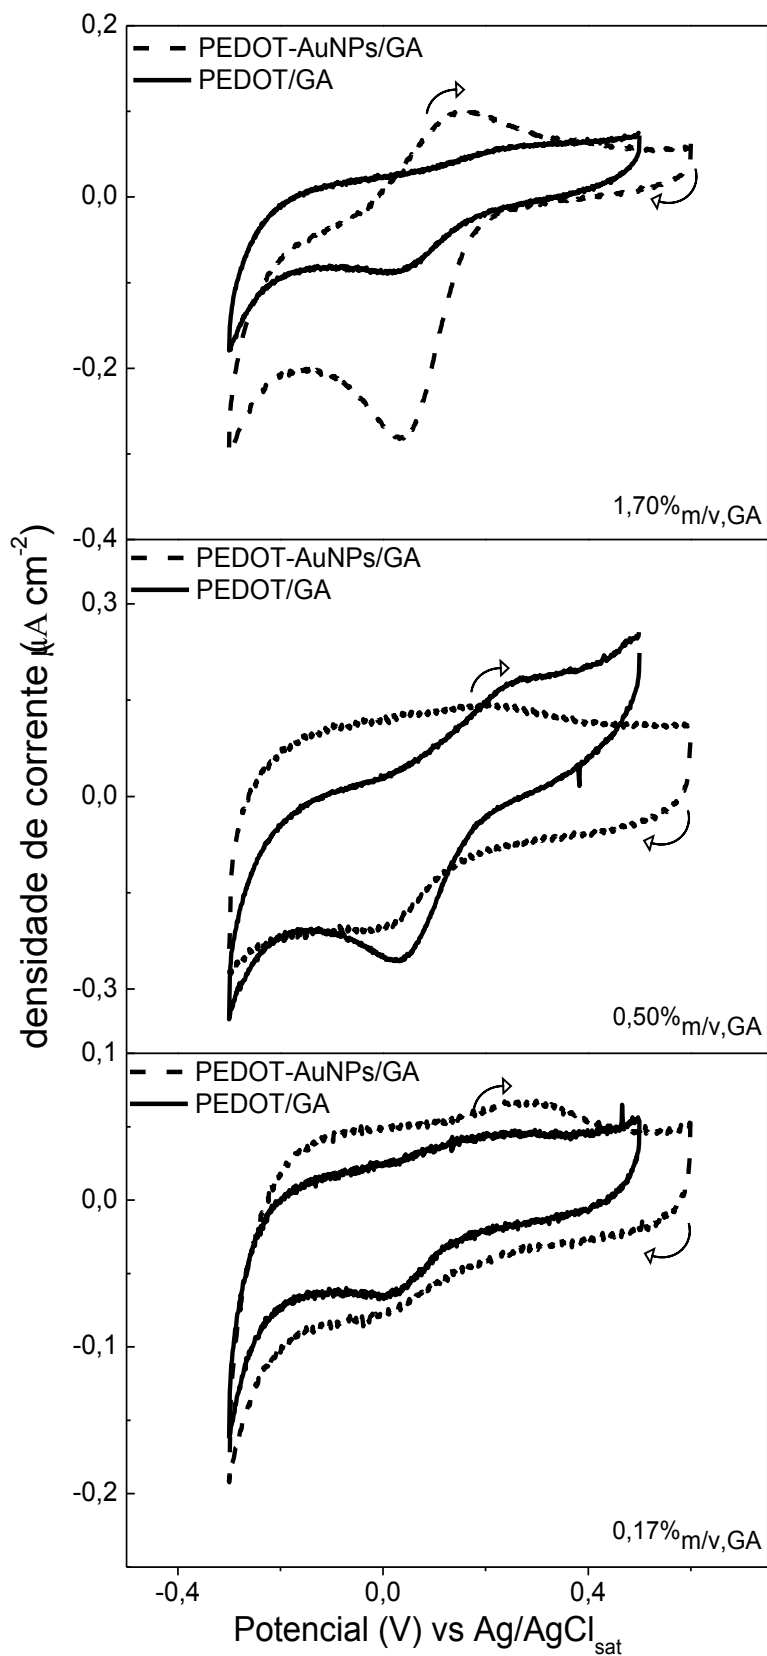 0,2
PEDOT-AuNPs/GA
PEDOT/GA
0,0
-0,2
1,70%m/v,GA
-0,4
PEDOT-AuNPs/GA
PEDOT/GA
0,3
0,0
-0,3
0,50%m/v,GA
0,1
PEDOT-AuNPs/GA
PEDOT/GA
0,0
-0,1
-0,2
0,17%m/v,GA
-0,4 0,0 0,4
Potencial (V) vs Ag/AgClsat
densidade de corrente (μA cm-2)